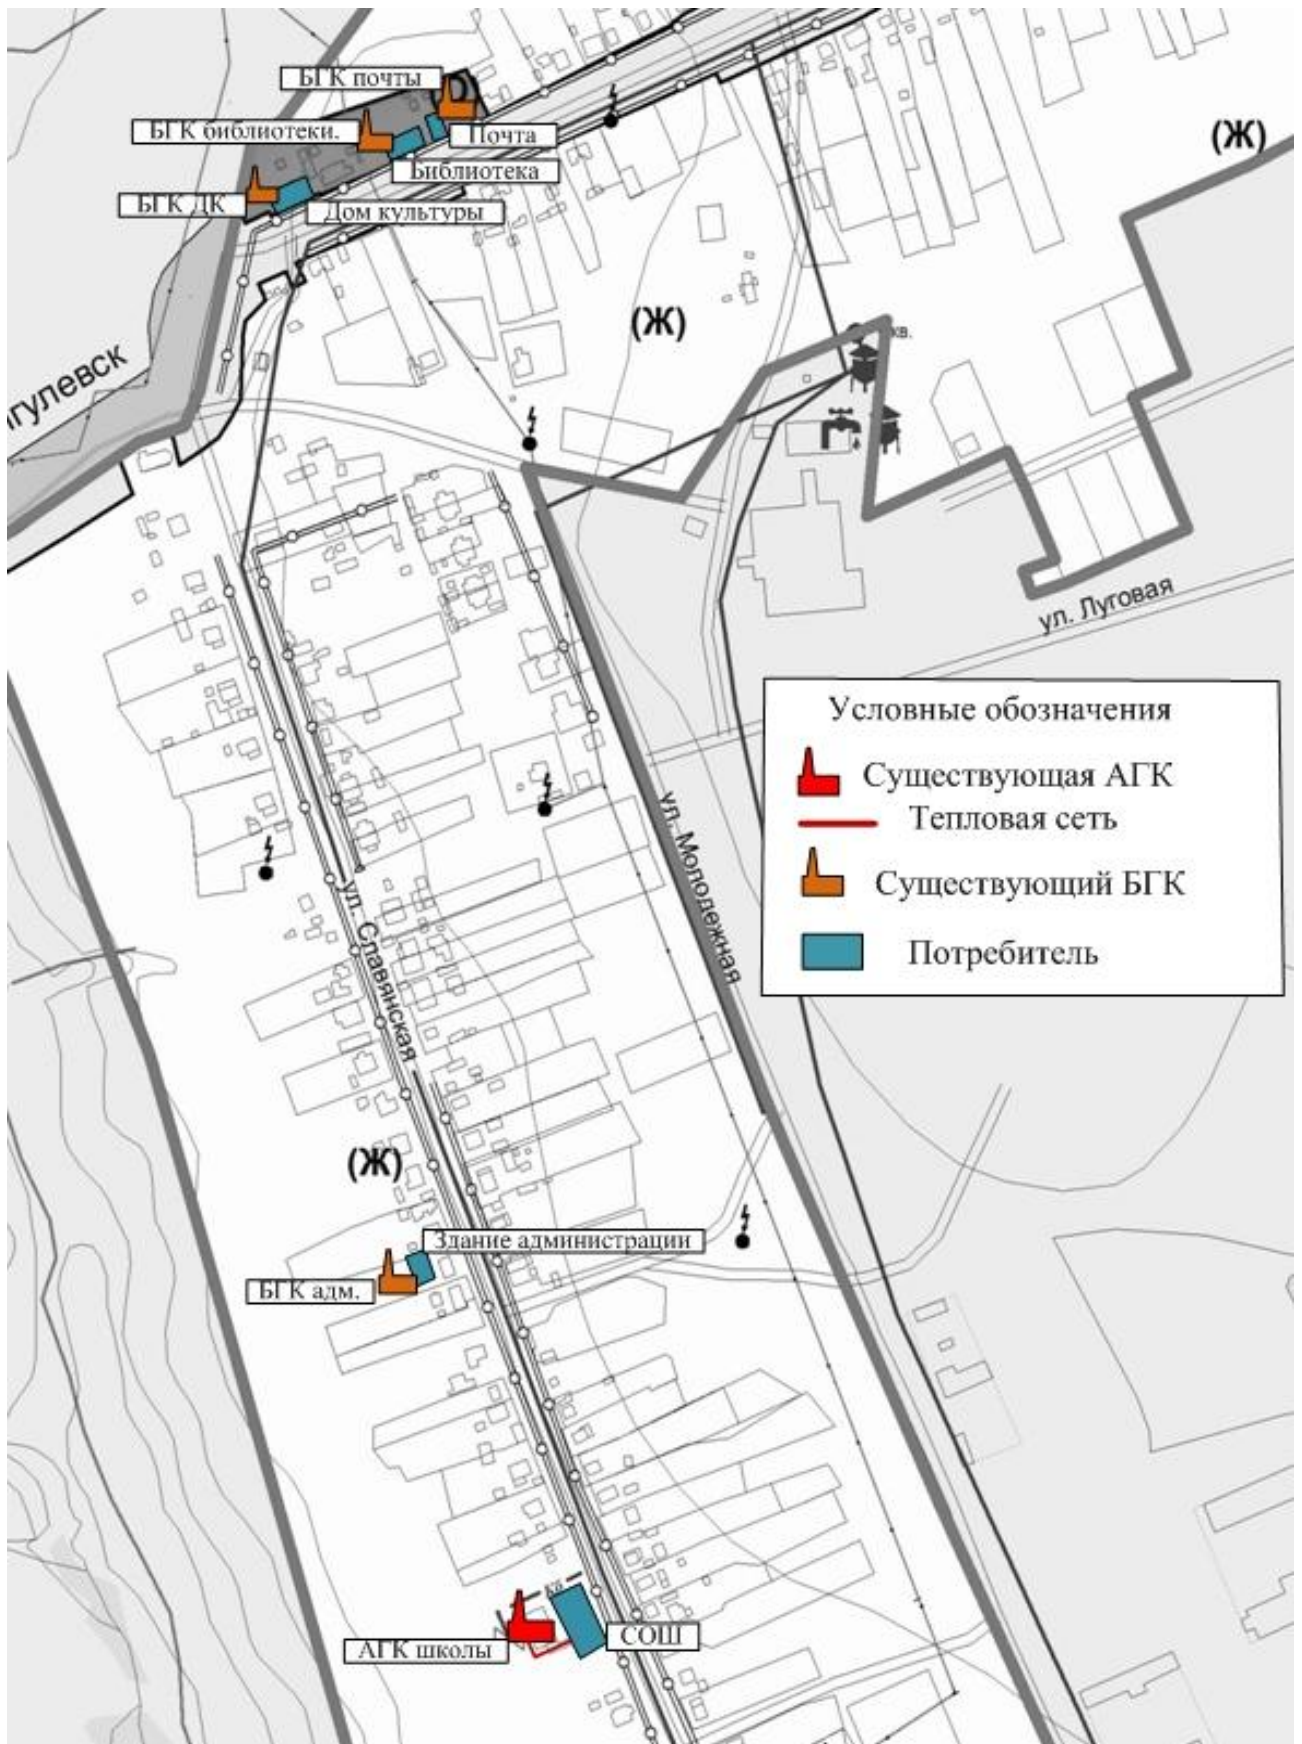 БГК почты
БГК библиотеки.
Почта
Библиотека
БГК ДК
Дом культуры
(Ж)
(Ж)
кв.
гулевск
ул. Луговая
Условные обозначения
Существующая АГК
Тепловая сеть
Существующий БГК
Потребитель
ул. Молодежная
ул. Славянская
(Ж)
Здание администрации
БГК адм.
АГК школы
СОШ